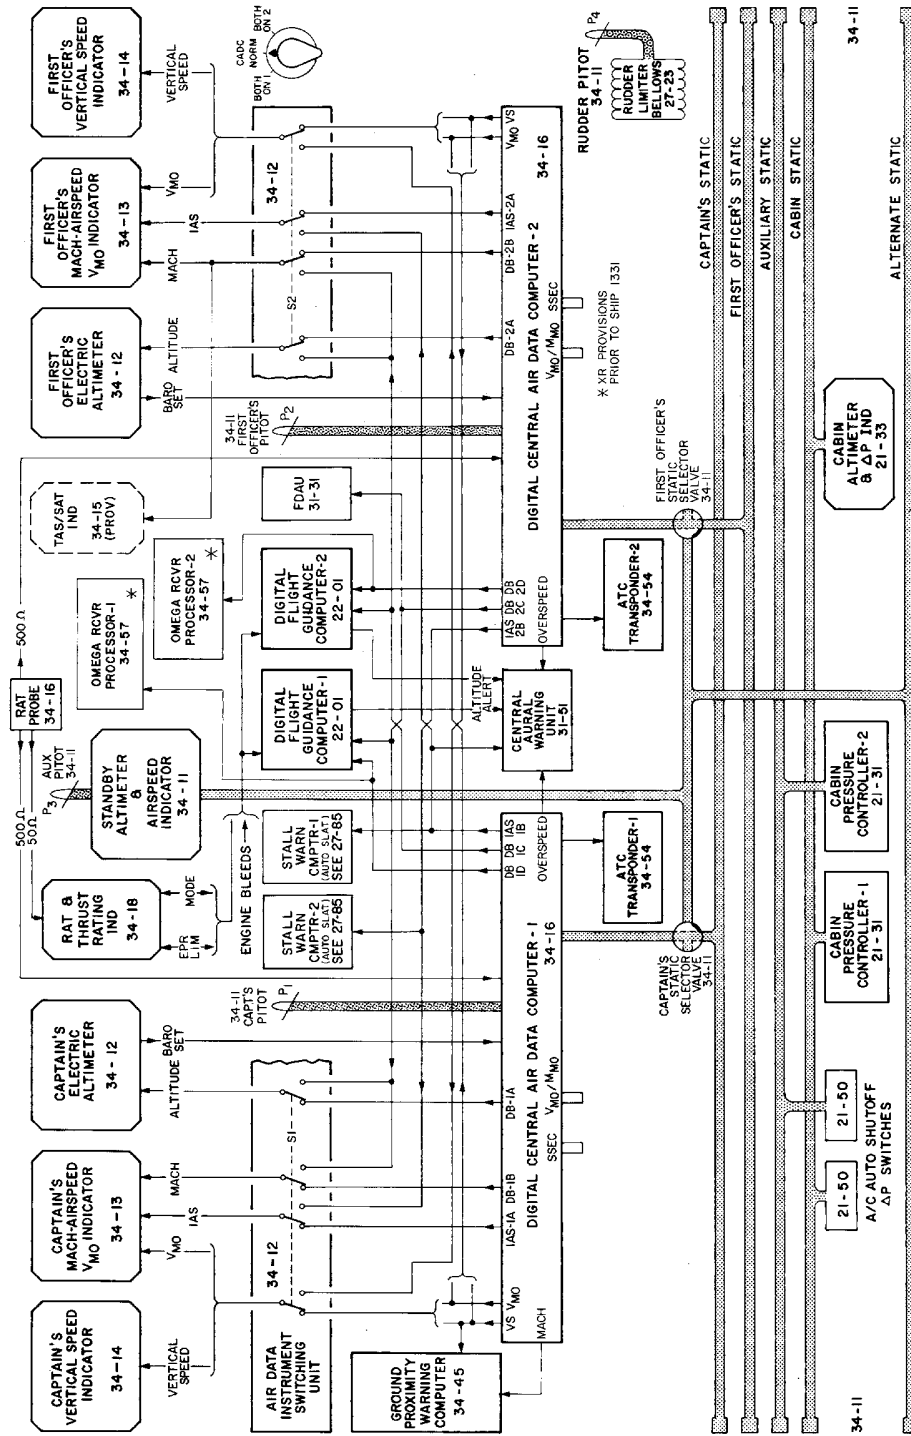 CAPTAIN'S
VERTICAL SPEED
INDICATOR
34-14
CAPTAIN'S
MACH-AIRSPEED
VMO INDICATOR
34-13
CAPTAIN'S
ELECTRIC
ALTIMETER
34-12
RAT &
THRUST
RATING
IND
34-18
P3
AUX
PITOT
34-11
STANDBY
ALTIMETER
&
AIRSPEED
INDICATOR
34-11
RAT
PROBE
34-16
500 Ω
50 Ω
500 Ω
OMEGA RCVR
PROCESSOR-1
34-57
*
OMEGA RCVR
PROCESSOR-2
34-57
*
TAS/SAT
IND
34-15
(PROV)
FIRST
OFFICER'S
ELECTRIC
ALTIMETER
34-12
FIRST
OFFICER'S
MACH-AIRSPEED
VMO INDICATOR
34-13
FIRST
OFFICER'S
VERTICAL SPEED
INDICATOR
34-14
VERTICAL
SPEED
VMO
IAS
MACH
ALTITUDE
BARO
SET
EPR
LIM
MODE
ENGINE BLEEDS
BARO
SET
ALTITUDE
MACH
IAS
VMO
VERTICAL
SPEED
AIR DATA
INSTRUMENT
SWITCHING
UNIT
34-12
S1
34-11
CAPT'S
PITOT
P1
STALL
WARN
CMPTR-2
(AUTO SLAT)
SEE 27-85
STALL
WARN
CMPTR-1
(AUTO SLAT)
SEE 27-85
DIGITAL
FLIGHT
GUIDANCE
COMPUTER-1
22-01
DIGITAL
FLIGHT
GUIDANCE
COMPUTER-2
22-01
FDAU
31-31
34-11
FIRST OFFICER'S
PITOT
P2
S2
34-12
BOTH
ON 1
CADC
NORM
BOTH
ON 2
GROUND
PROXIMITY
WARNING
COMPUTER
34-45
VS
VMO
IAS-1A
DB-1B
DB-1A
DB
1D
DB
1C
IAS
1B
MACH
DIGITAL CENTRAL AIR DATA COMPUTER-1
34-16
SSEC
VMO/MMO
OVERSPEED
ALTITUDE
ALERT
CENTRAL
AURAL
WARNING
UNIT
31-51
IAS
2B
DB
2C
DB
2D
DB-2A
DB-2B
IAS-2A
VMO
VS
OVERSPEED
DIGITAL CENTRAL AIR DATA COMPUTER-2
34-16
VMO/MMO
SSEC
ATC
TRANSPONDER-1
34-54
ATC
TRANSPONDER-2
34-54
* XR PROVISIONS
PRIOR TO SHIP 1331
RUDDER PITOT
34-11
P4
RUDDER
LIMITER
BELLOWS
27-23
CAPTAIN'S
STATIC
SELECTOR
VALVE
34-11
FIRST OFFICER'S
STATIC
SELECTOR
VALVE
34-11
CAPTAIN'S STATIC
FIRST OFFICER'S STATIC
AUXILIARY STATIC
CABIN STATIC
21-50
21-50
A/C AUTO SHUTOFF
ΔP SWITCHES
CABIN
PRESSURE
CONTROLLER-1
21-31
CABIN
PRESSURE
CONTROLLER-2
21-31
CABIN
ALTIMETER
& ΔP IND
21-33
34-11
34-11
ALTERNATE STATIC